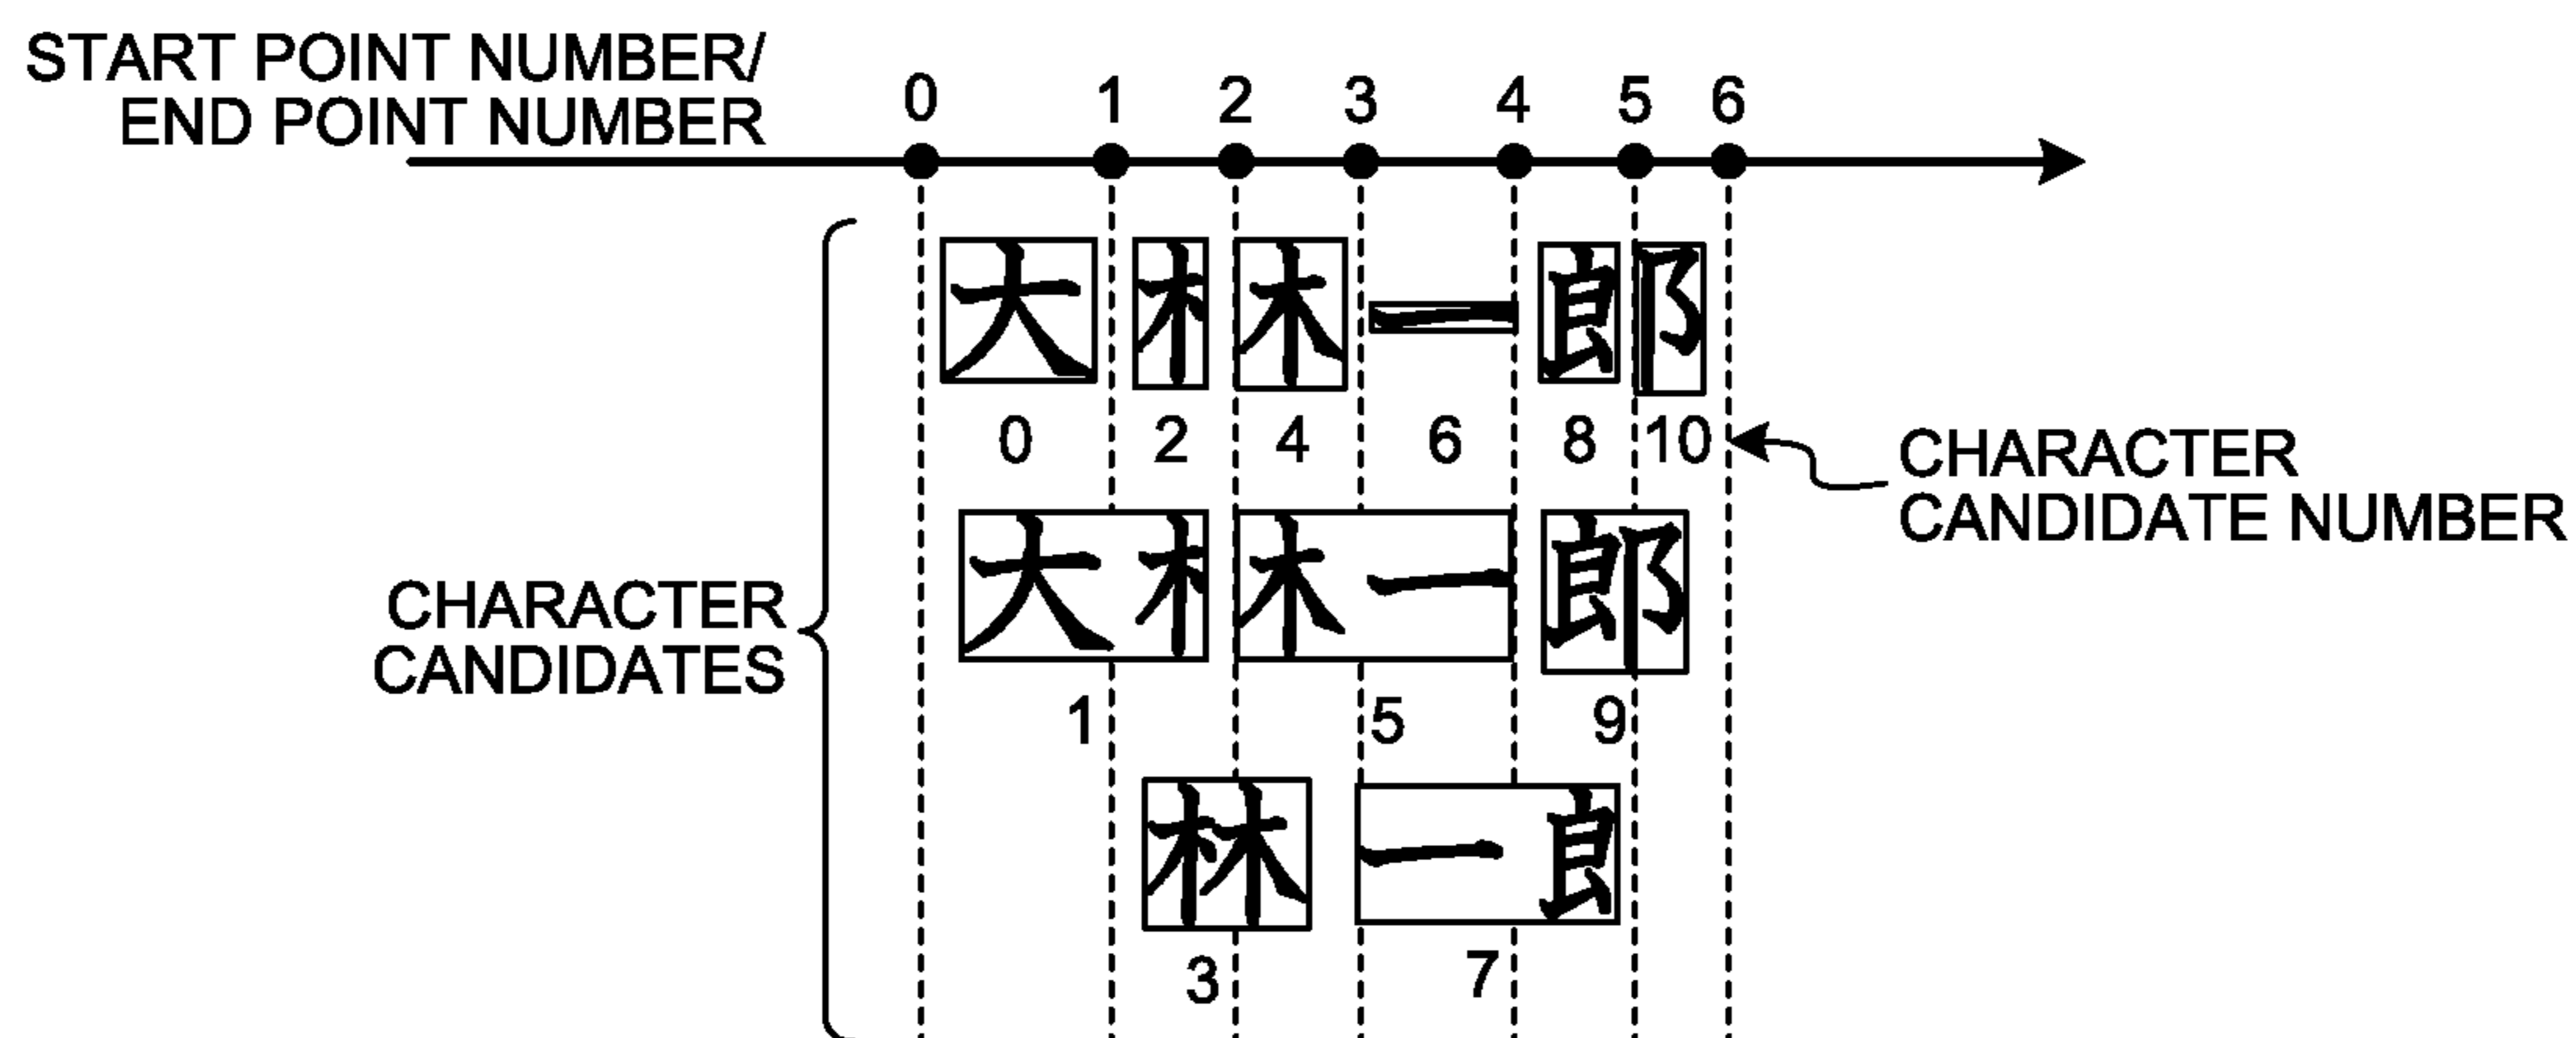 START POINT NUMBER/
END POINT NUMBER
0 1 2 3 4 5 6
大 木 木 一 良 阝
0 2 4 6 8 10
CHARACTER
CANDIDATE NUMBER
大木 木一 郎
1 5 9
CHARACTER
CANDIDATES
林 一良
3 7